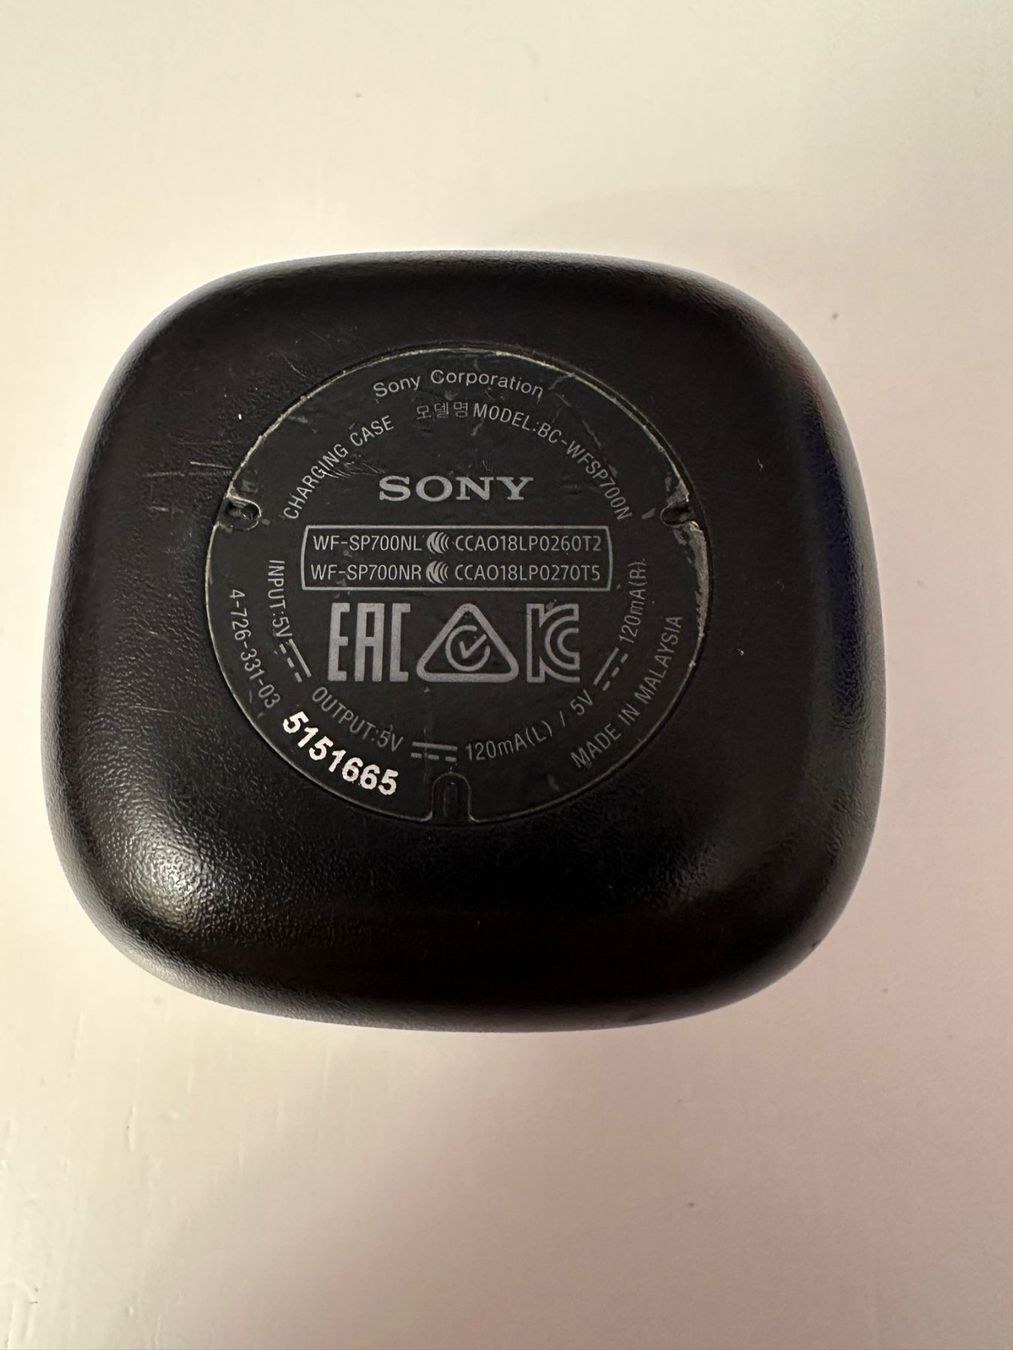 Sony Corporation
CHARGING CASE 모델명 MODEL:BC-WFSP700N
SONY
WF-SP700NL CCAO18LP0260T2
WF-SP700NR CCAO18LP0270T5
EAC KC
INPUT:5V
OUTPUT:5V 120mA(L) / 5V 120mA(R)
4-726-331-03
5151665
MADE IN MALAYSIA